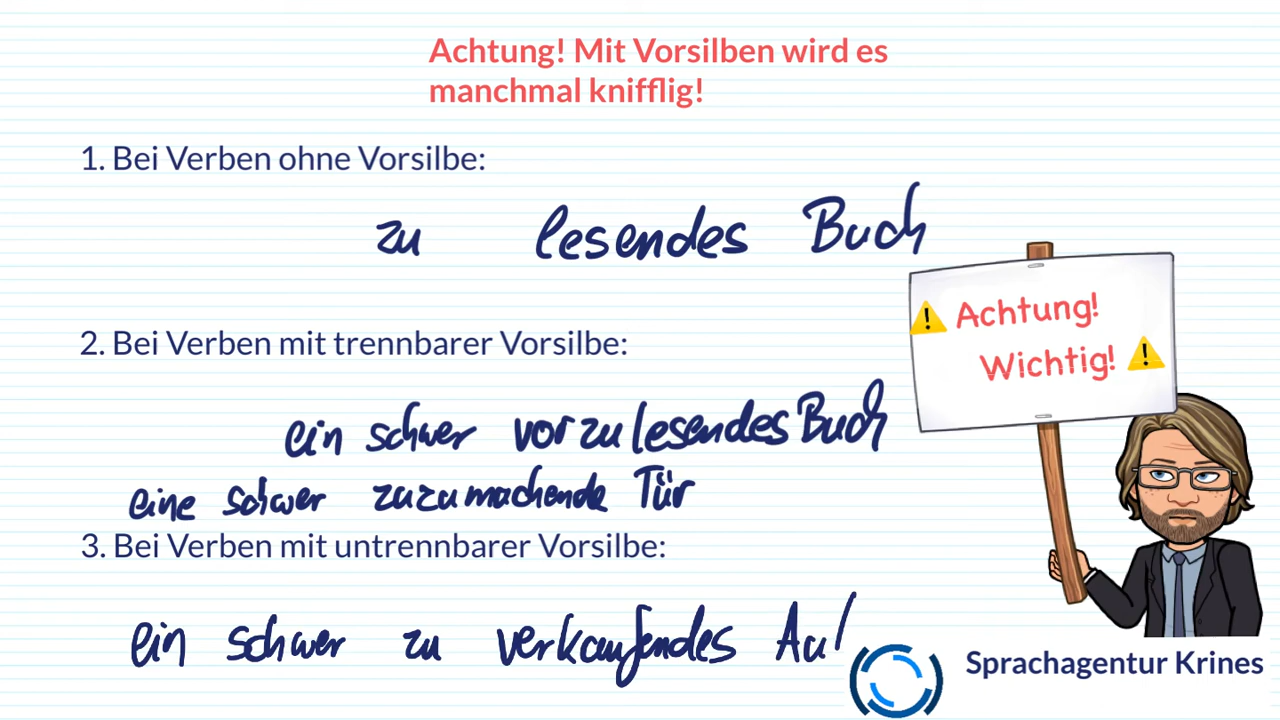 Achtung! Mit Vorsilben wird es
manchmal knifflig!
1. Bei Verben ohne Vorsilbe:
zu lesendes Buch
Achtung!
Wichtig!
2. Bei Verben mit trennbarer Vorsilbe:
ein schwer vorzulesendes Buch
eine schwer zuzumachende Tür
3. Bei Verben mit untrennbarer Vorsilbe:
ein schwer zu verkaufendes
Sprachagentur Krines